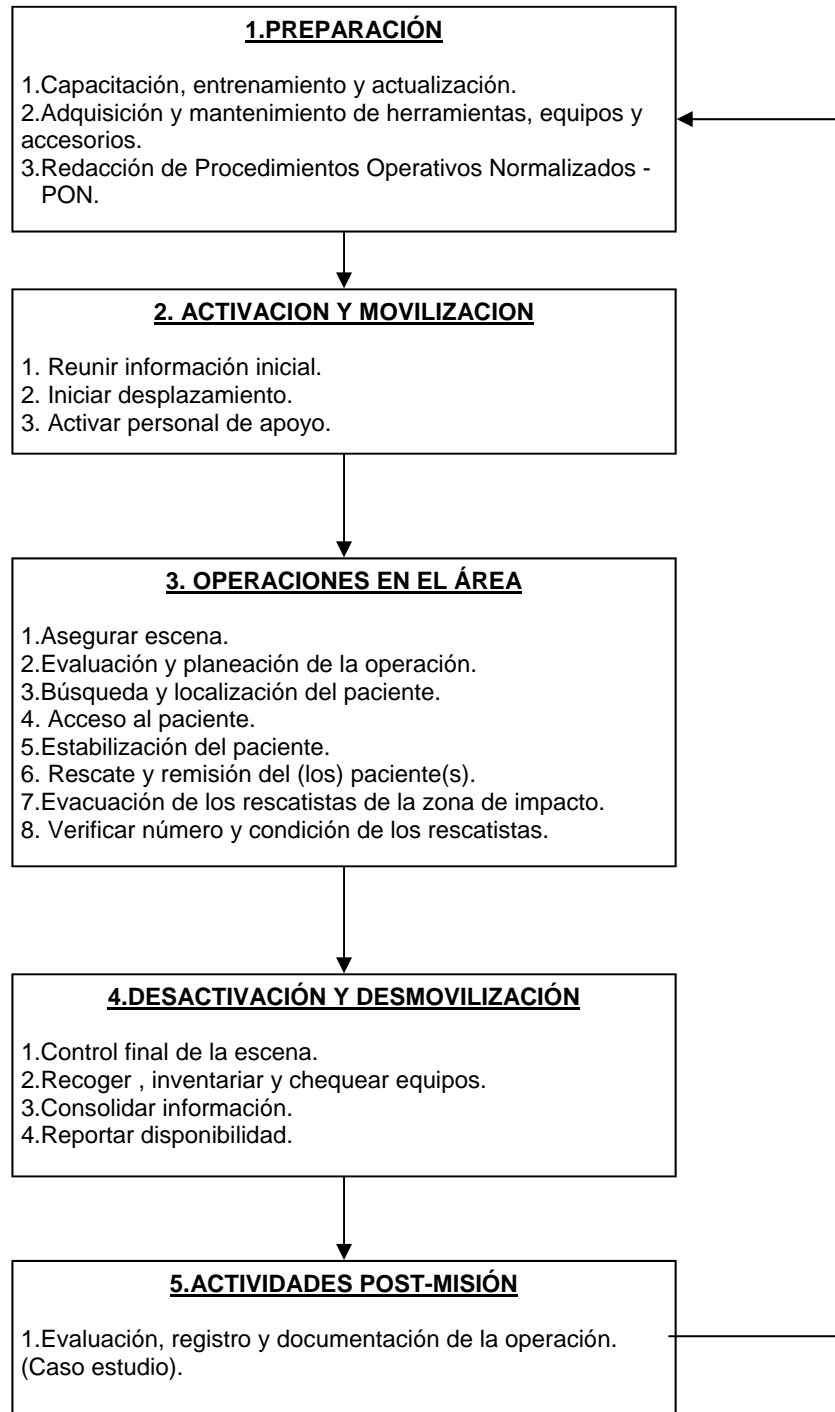 1.PREPARACIÓN
1.Capacitación, entrenamiento y actualización.
2.Adquisición y mantenimiento de herramientas, equipos y
accesorios.
3.Redacción de Procedimientos Operativos Normalizados -
PON.
2. ACTIVACION Y MOVILIZACION
1. Reunir información inicial.
2. Iniciar desplazamiento.
3. Activar personal de apoyo.
3. OPERACIONES EN EL ÁREA
1.Asegurar escena.
2.Evaluación y planeación de la operación.
3.Búsqueda y localización del paciente.
4. Acceso al paciente.
5.Estabilización del paciente.
6. Rescate y remisión del (los) paciente(s).
7.Evacuación de los rescatistas de la zona de impacto.
8. Verificar número y condición de los rescatistas.
4.DESACTIVACIÓN Y DESMOVILIZACIÓN
1.Control final de la escena.
2.Recoger , inventariar y chequear equipos.
3.Consolidar información.
4.Reportar disponibilidad.
5.ACTIVIDADES POST-MISIÓN
1.Evaluación, registro y documentación de la operación.
(Caso estudio).